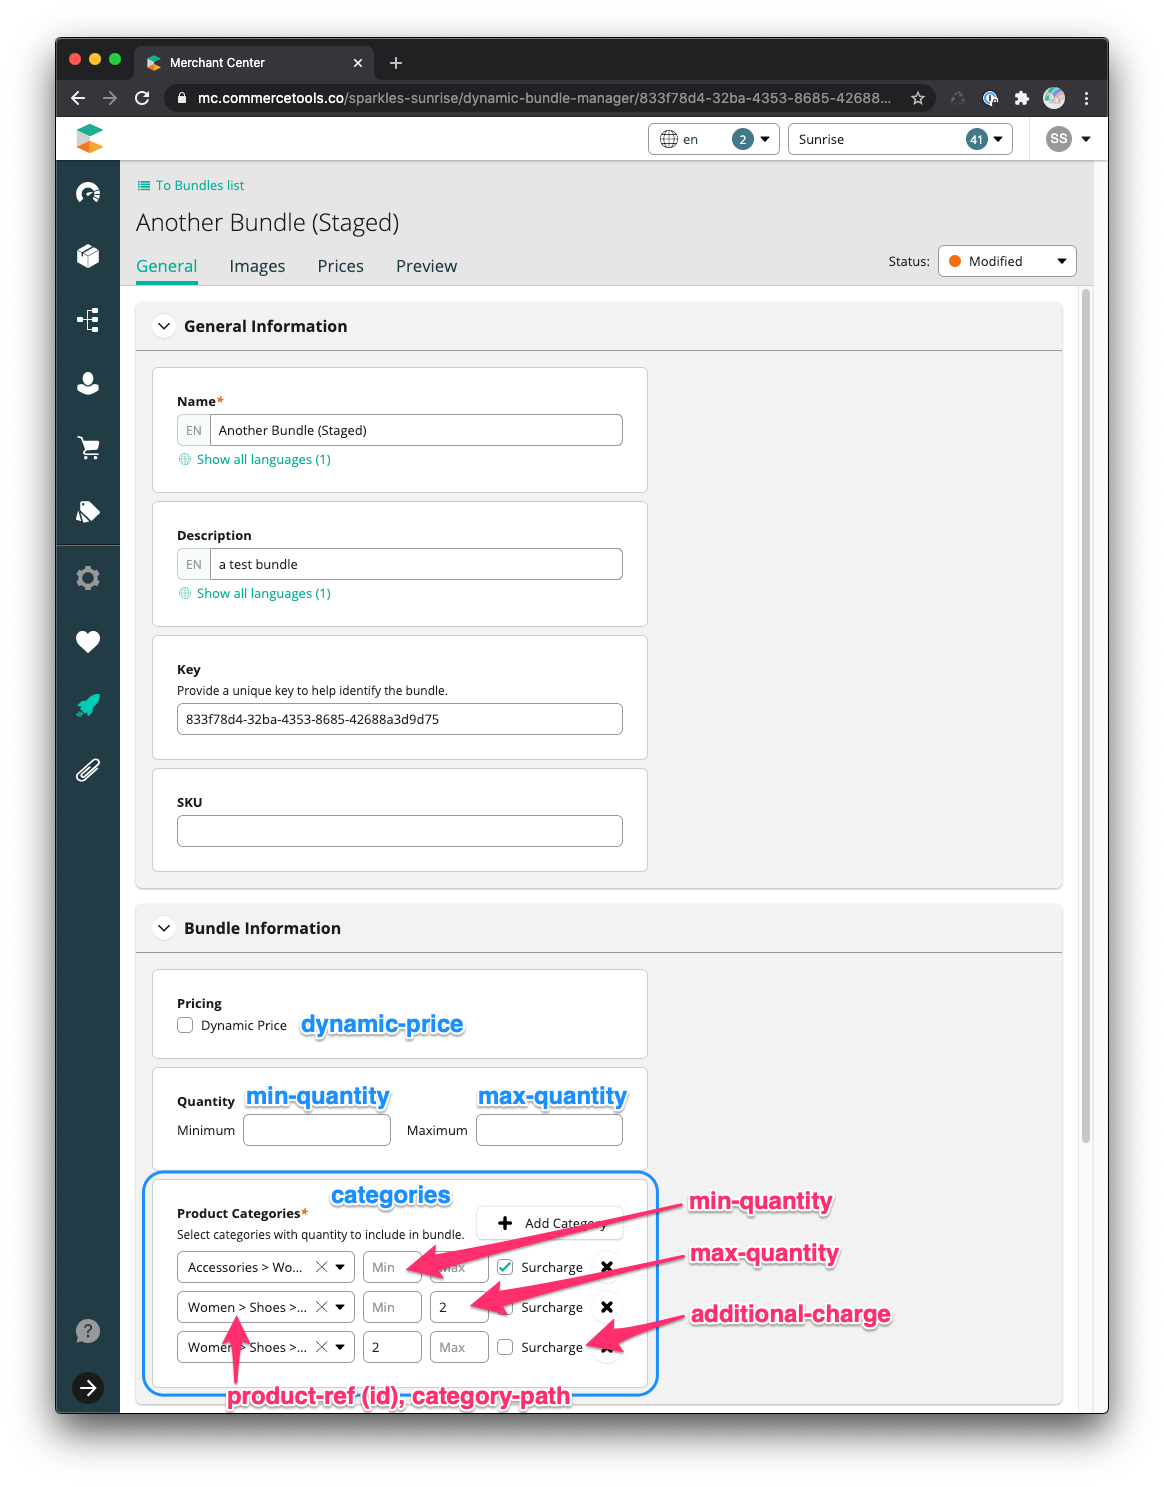 Merchant Center
mc.commercetools.co/sparkles-sunrise/dynamic-bundle-manager/833f78d4-32ba-4353-8685-42688...
en 2
Sunrise 41
SS
To Bundles list
Another Bundle (Staged)
General Images Prices Preview
Status: Modified
General Information
Name*
EN Another Bundle (Staged)
Show all languages (1)
Description
EN a test bundle
Show all languages (1)
Key
Provide a unique key to help identify the bundle.
833f78d4-32ba-4353-8685-42688a3d9d75
SKU
Bundle Information
Pricing
Dynamic Price dynamic-price
Quantity min-quantity max-quantity
Minimum Maximum
categories
Product Categories*
+ Add Category
min-quantity
Select categories with quantity to include in bundle.
max-quantity
Accessories > Wo... Min Max Surcharge
Women > Shoes >... Min 2 Surcharge
additional-charge
Women > Shoes >... 2 Max Surcharge
product-ref (id), category-path
?